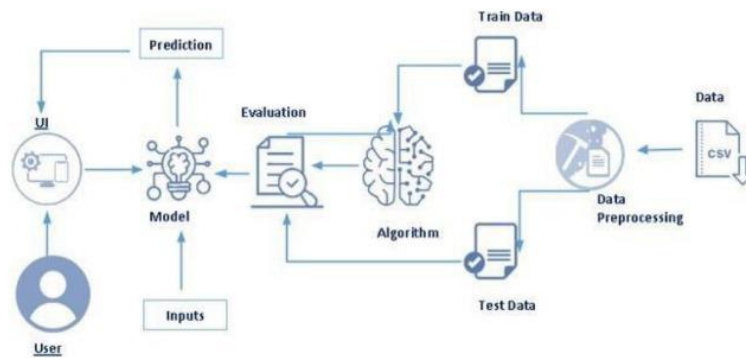 Train Data
Prediction
Data
Evaluation
UI
CSV
Model
Algorithm
Data
Preprocessing
Inputs
Test Data
User